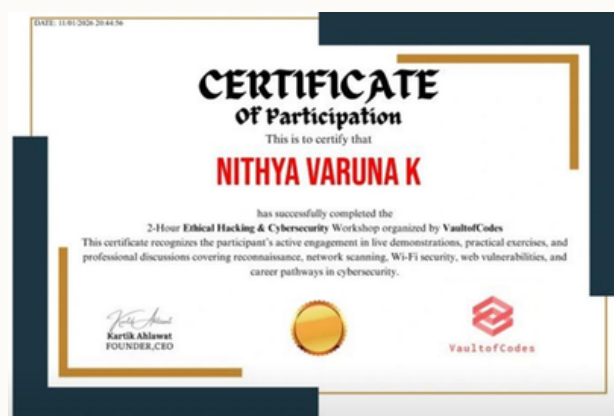 DATE: 11/01/2026 20:44:56
CERTIFICATE
Of Participation
This is to certify that
NITHYA VARUNA K
has successfully completed the
2-Hour Ethical Hacking & Cybersecurity Workshop organized by VaultofCodes
This certificate recognizes the participant's active engagement in live demonstrations, practical exercises, and
professional discussions covering reconnaissance, network scanning, Wi-Fi security, web vulnerabilities, and
career pathways in cybersecurity.
Kartik Ahlawat
Kartik Ahlawat
FOUNDER,CEO
VaultofCodes